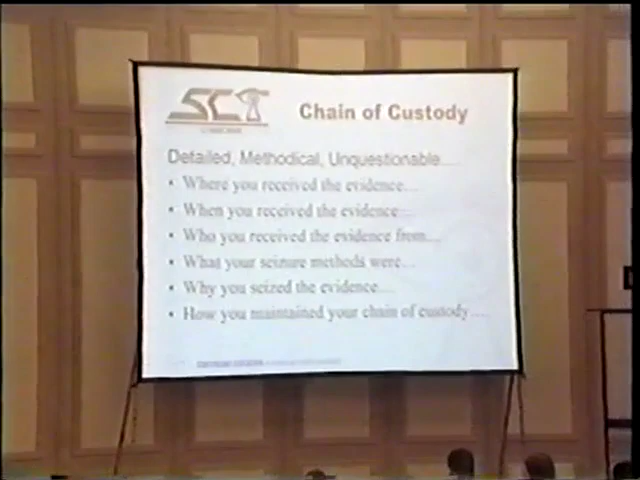 SCT
Chain of Custody
Detailed, Methodical, Unquestionable....
• Where you received the evidence...
• When you received the evidence...
• Who you received the evidence from...
• What your seizure methods were...
• Why you seized the evidence...
• How you maintained your chain of custody....